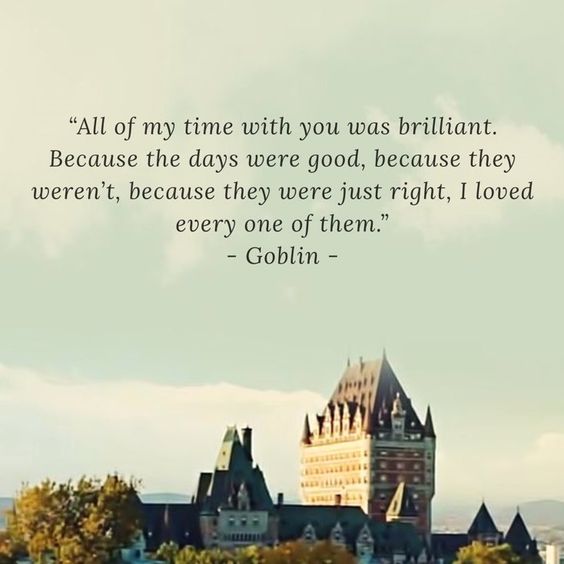 “All of my time with you was brilliant.
Because the days were good, because they
weren’t, because they were just right, I loved
every one of them.”
- Goblin -